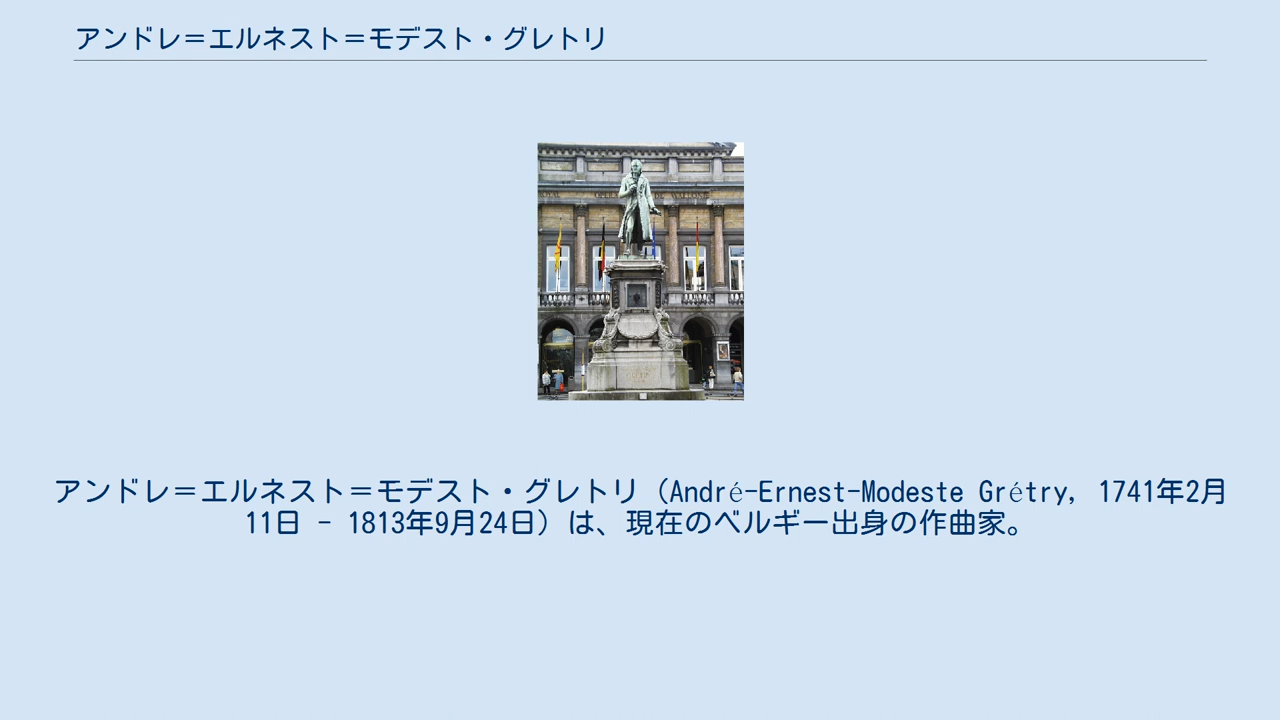 アンドレ＝エルネスト＝モデスト・グレトリ
OPERA DE WALLONIE
アンドレ＝エルネスト＝モデスト・グレトリ（André-Ernest-Modeste Grétry, 1741年2月
11日 - 1813年9月24日）は、現在のベルギー出身の作曲家。